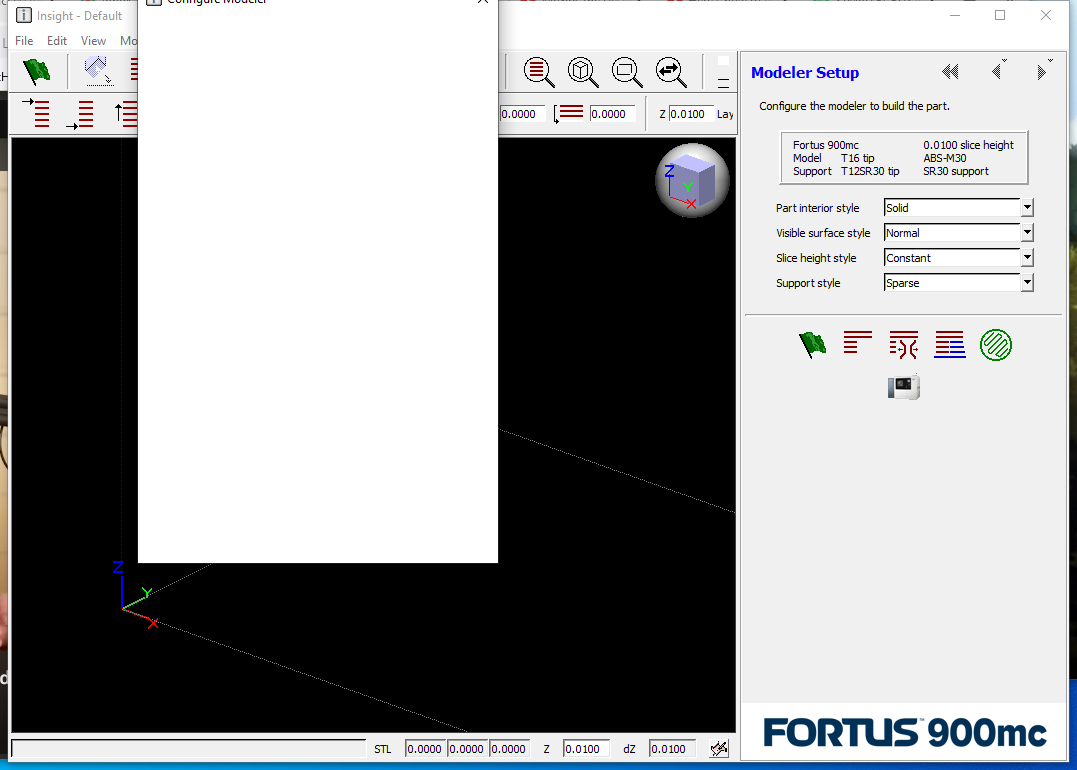 Configure Modeler
Insight - Default
File Edit View Mo
0.0000 0.0000 Z 0.0100 Lay
Z
Y
X
Z
Y
X
Modeler Setup
Configure the modeler to build the part.
Fortus 900mc 0.0100 slice height
Model T16 tip ABS-M30
Support T12SR30 tip SR30 support
Part interior style Solid
Visible surface style Normal
Slice height style Constant
Support style Sparse
FORTUS™ 900mc
STL 0.0000 0.0000 0.0000 Z 0.0100 dZ 0.0100